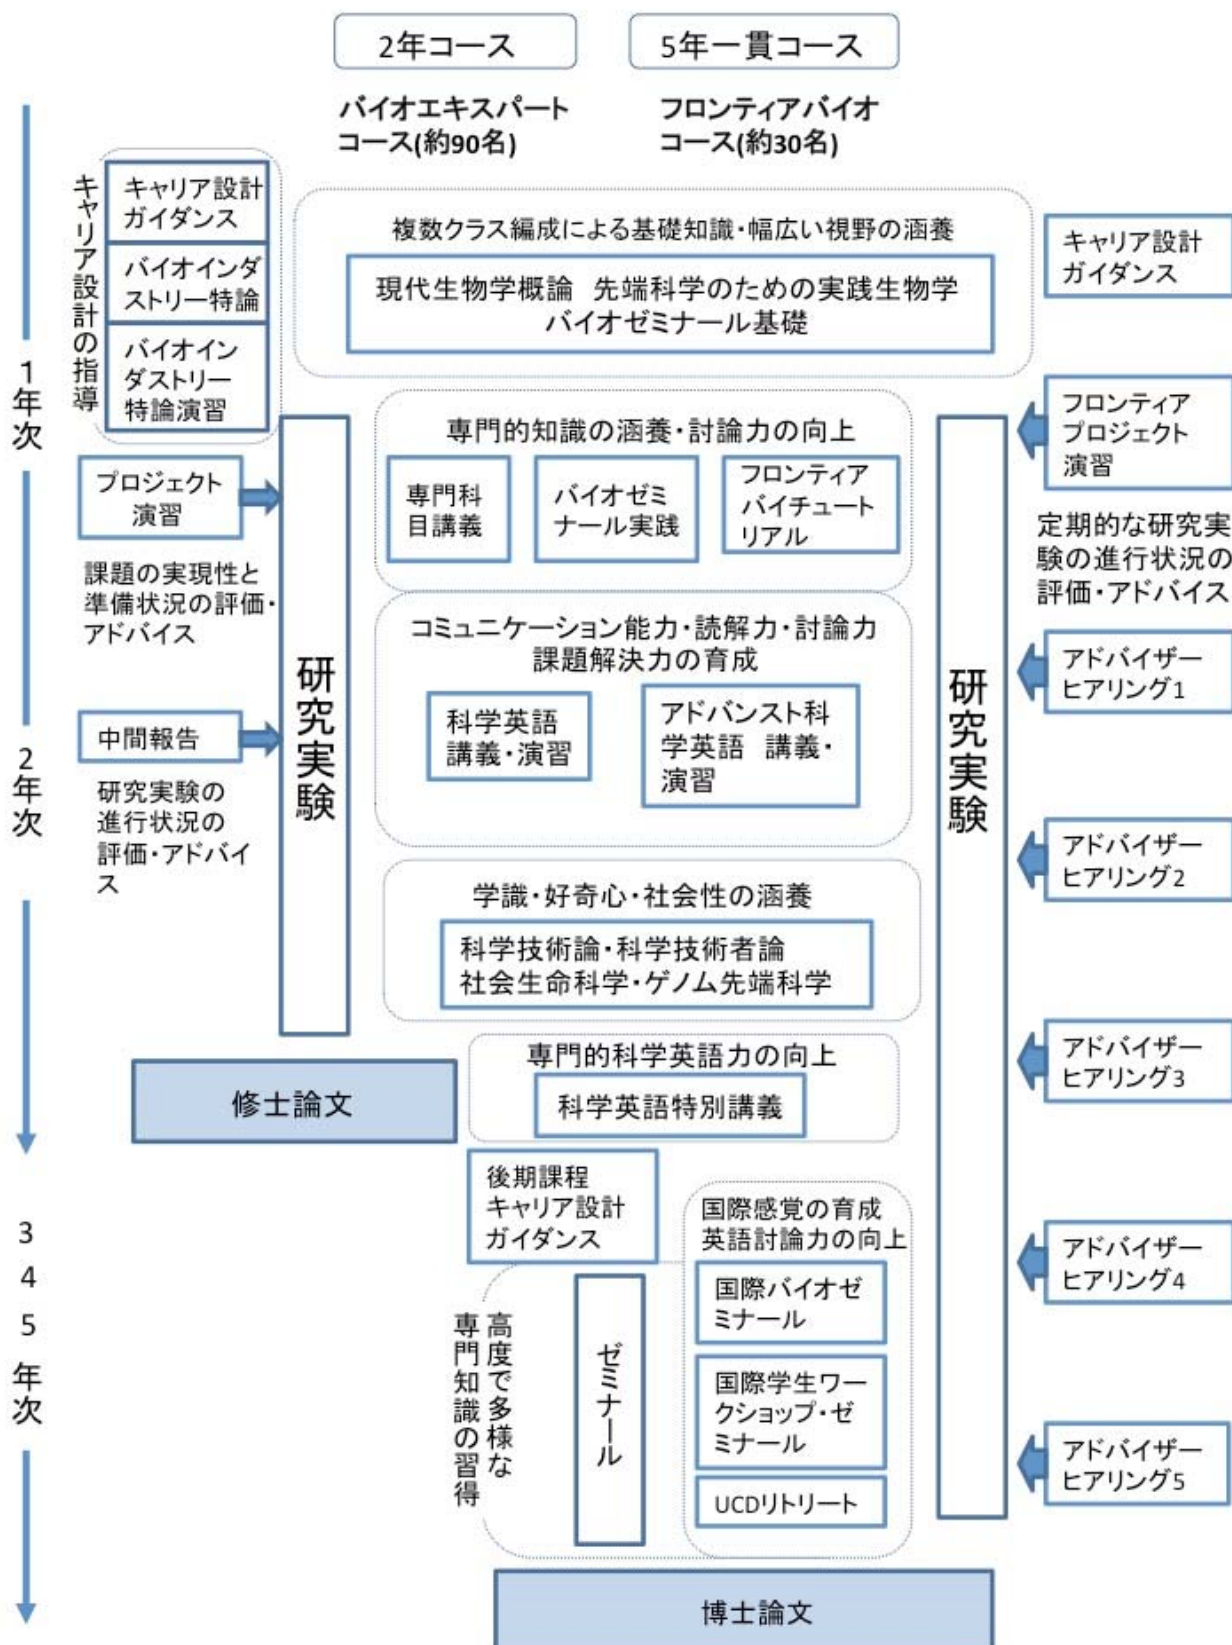 2年コース
5年一貫コース
バイオエキスパート
コース(約90名)
フロンティアバイオ
コース(約30名)
1年次
2年次
3
4
5
年次
キャリア設計の指導
キャリア設計
ガイダンス
バイオインダ
ストリー特論
バイオイン
ダストリー
特論演習
プロジェクト
演習
課題の実現性と
準備状況の評価・
アドバイス
中間報告
研究実験の
進行状況の
評価・アドバイ
ス
研究実験
修士論文
複数クラス編成による基礎知識・幅広い視野の涵養
現代生物学概論 先端科学のための実践生物学
バイオゼミナール基礎
専門的知識の涵養・討論力の向上
専門科
目講義
バイオゼミ
ナール実践
フロンティア
バイチュート
リアル
コミュニケーション能力・読解力・討論力
課題解決力の育成
科学英語
講義・演習
アドバンスト科
学英語 講義・
演習
学識・好奇心・社会性の涵養
科学技術論・科学技術者論
社会生命科学・ゲノム先端科学
専門的科学英語力の向上
科学英語特別講義
後期課程
キャリア設計
ガイダンス
高度で多様な
専門知識の習得
ゼミナール
国際感覚の育成
英語討論力の向上
国際バイオゼ
ミナール
国際学生ワー
クショップ・ゼ
ミナール
UCDリトリート
博士論文
研究実験
キャリア設計
ガイダンス
フロンティア
プロジェクト
演習
定期的な研究実
験の進行状況の
評価・アドバイス
アドバイザー
ヒアリング1
アドバイザー
ヒアリング2
アドバイザー
ヒアリング3
アドバイザー
ヒアリング4
アドバイザー
ヒアリング5